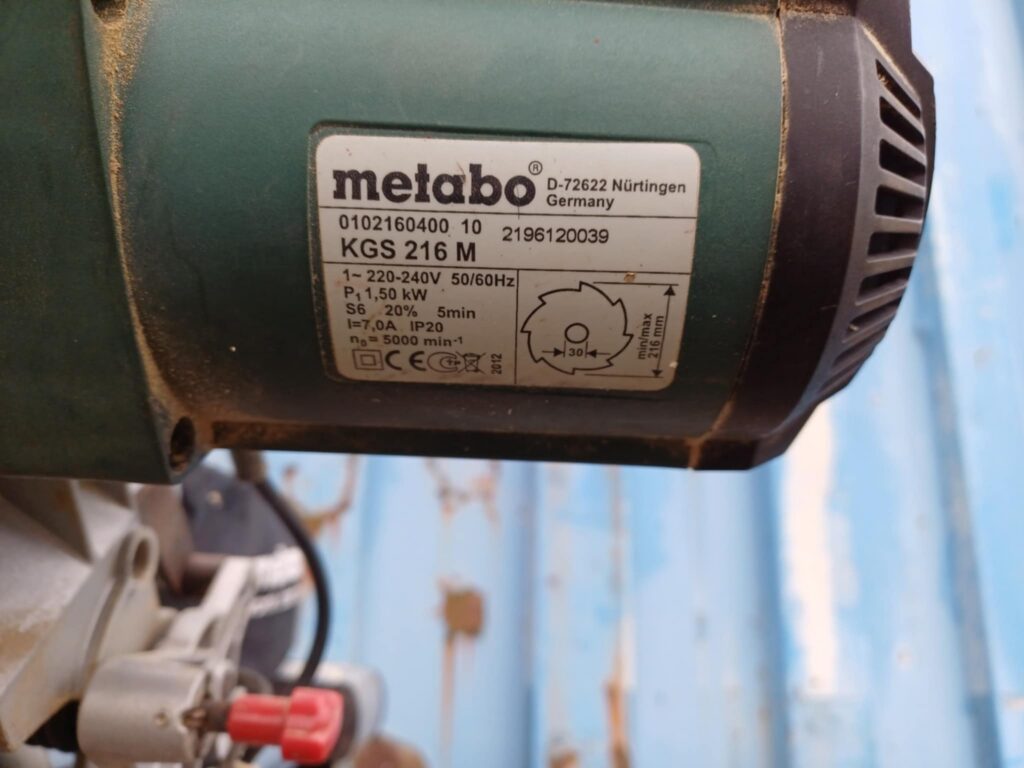 metabo®
D-72622 Nürtingen
Germany
0102160400 10
2196120039
KGS 216 M
1~ 220-240V 50/60Hz
P1 1,50 kW
S6 20% 5min
I=7,0A IP20
n0 = 5000 min-1
CE
2012
30
min/max
216 mm